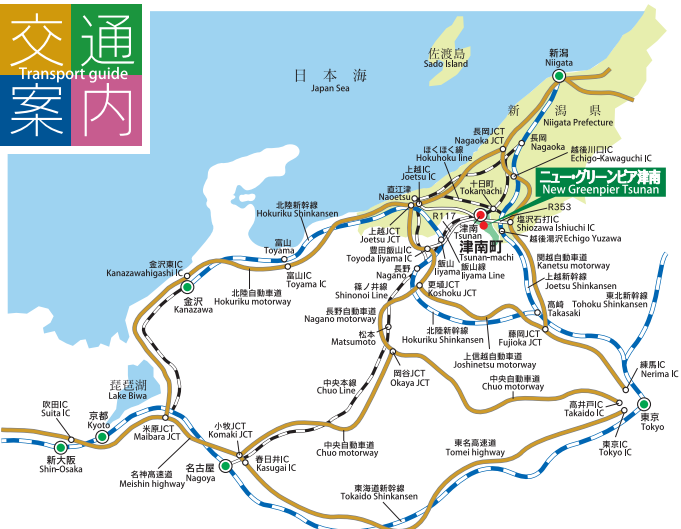 交通
Transport guide
案内
日本海
Japan Sea
佐渡島
Sado Island
新潟
Niigata
新潟県
Niigata Prefecture
長岡JCT
Nagaoka JCT
長岡
Nagaoka
越後川口IC
Echigo-Kawaguchi IC
ほくほく線
Hokuhoku line
上越IC
Joetsu IC
十日町
Tokamachi
ニュー・グリーンピア津南
New Greenpier Tsunan
直江津
Naoetsu
R117
R353
北陸新幹線
Hokuriku Shinkansen
津南
Tsunan
塩沢石打IC
Shiozawa Ishiuchi IC
上越JCT
Joetsu JCT
津南町
Tsunan-machi
越後湯沢Echigo Yuzawa
富山
Toyama
豊田飯山IC
Toyoda Iiyama IC
飯山
Iiyama
飯山線
Iiyama Line
関越自動車道
Kanetsu motorway
金沢東IC
Kanazawahigashi IC
富山IC
Toyama IC
長野
Nagano
上越新幹線
Joetsu Shinkansen
金沢
Kanazawa
北陸自動車道
Hokuriku motorway
篠ノ井線
Shinonoi Line
更埴JCT
Koshoku JCT
東北新幹線
Tohoku Shinkansen
長野自動車道
Nagano motorway
高崎
Takasaki
松本
Matsumoto
北陸新幹線
Hokuriku Shinkansen
藤岡JCT
Fujioka JCT
上信越自動車道
Joshinetsu motorway
岡谷JCT
Okaya JCT
練馬IC
Nerima IC
琵琶湖
Lake Biwa
中央本線
Chuo Line
中央自動車道
Chuo motorway
吹田IC
Suita IC
京都
Kyoto
高井戸IC
Takaido IC
東京
Tokyo
米原JCT
Maibara JCT
小牧JCT
Komaki JCT
中央自動車道
Chuo motorway
東名高速道
Tomei highway
東京IC
Tokyo IC
新大阪
Shin-Osaka
名神高速道
Meishin highway
名古屋
Nagoya
春日井IC
Kasugai IC
東海道新幹線
Tokaido Shinkansen